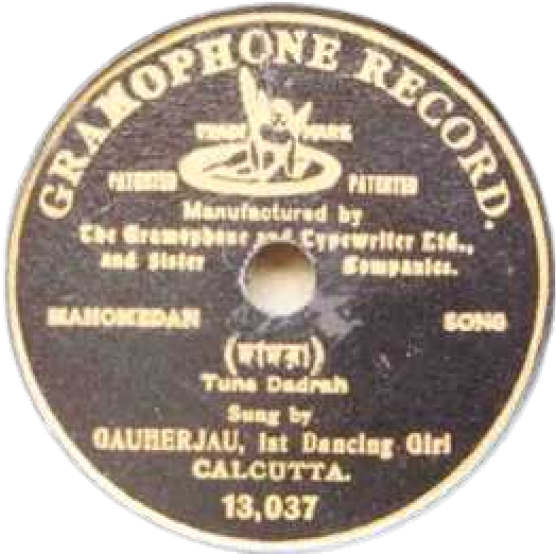 GRAMOPHONE RECORD.
TRADE MARK
PATENTED PATENTED
Manufactured by
The Gramophone and Typewriter Ltd.,
and Sister Companies.
MAHOMEDAN SONG
Tune Dadrah
Sung by
GAUHERJAU, 1st Dancing Girl
CALCUTTA.
13,037